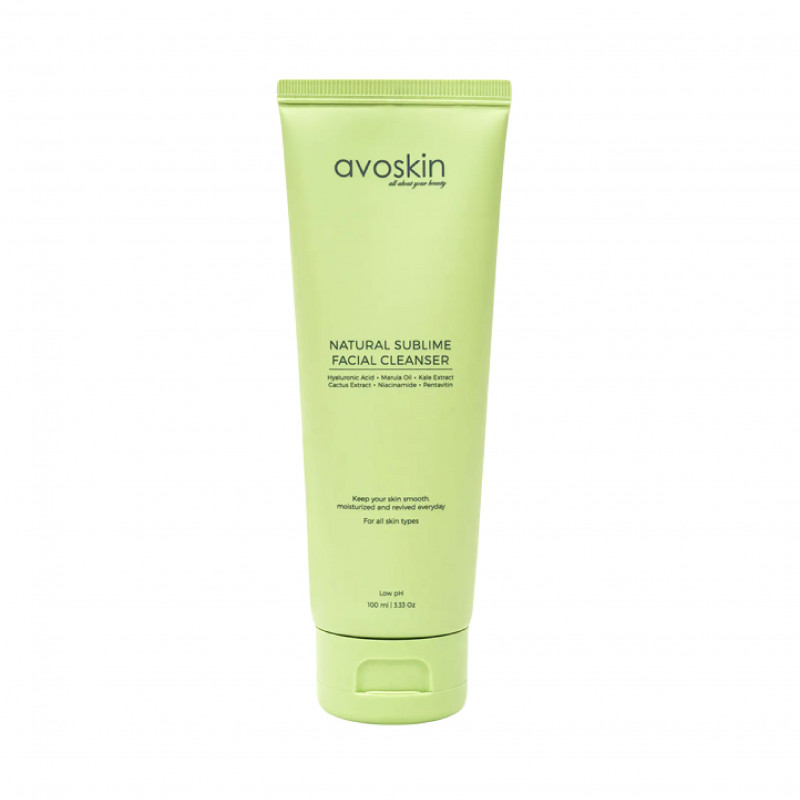 avoskin
all about your beauty
NATURAL SUBLIME
FACIAL CLEANSER
Hyaluronic Acid • Marula Oil • Kale Extract
Cactus Extract • Niacinamide • Pentavitin
Keep your skin smooth,
moisturized and revived everyday
For all skin types
Low pH
100 ml | 3.33 Oz